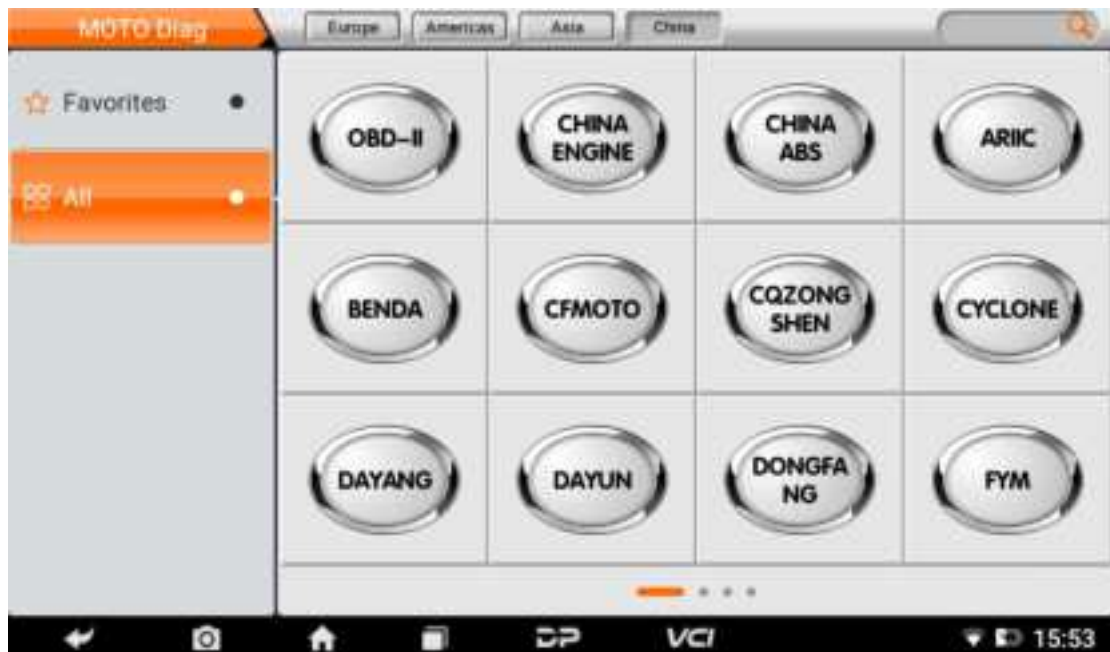 MOTO Diag
Europe
Americas
Asia
China
Favorites
All
OBD-II
CHINA
ENGINE
CHINA
ABS
ARIIC
BENDA
CFMOTO
CQZONG
SHEN
CYCLONE
DAYANG
DAYUN
DONGFA
NG
FYM
DP
VCI
15:53